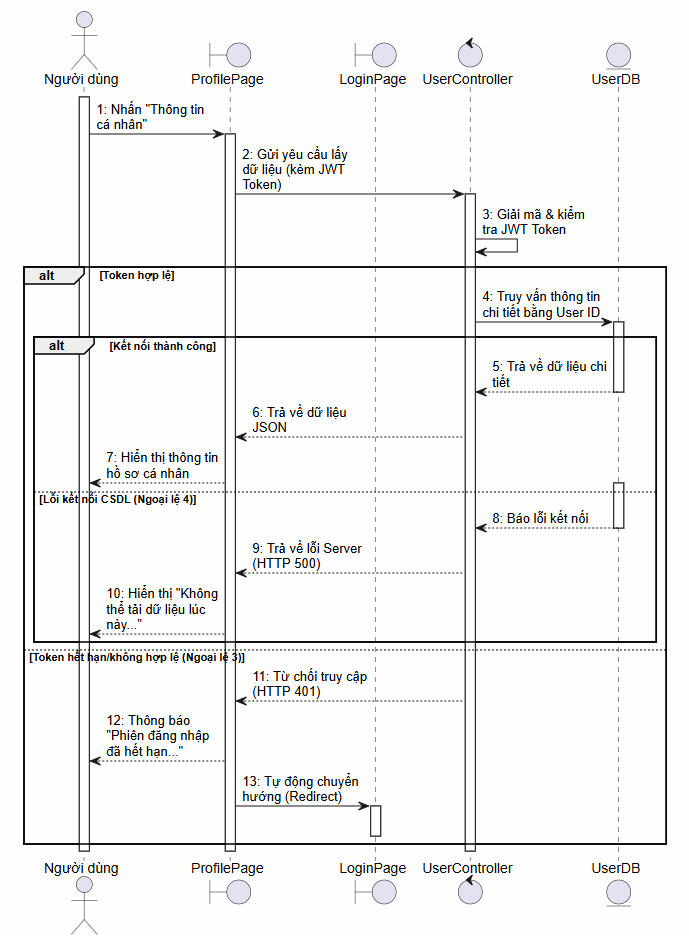 Người dùng
ProfilePage
LoginPage
UserController
UserDB
1: Nhấn "Thông tin
cá nhân"
2: Gửi yêu cầu lấy
dữ liệu (kèm JWT
Token)
3: Giải mã & kiểm
tra JWT Token
alt
[Token hợp lệ]
4: Truy vấn thông tin
chi tiết bằng User ID
alt
[Kết nối thành công]
5: Trả về dữ liệu chi
tiết
6: Trả về dữ liệu
JSON
7: Hiển thị thông tin
hồ sơ cá nhân
[Lỗi kết nối CSDL (Ngoại lệ 4)]
8: Báo lỗi kết nối
9: Trả về lỗi Server
(HTTP 500)
10: Hiển thị "Không
thể tải dữ liệu lúc
này..."
[Token hết hạn/không hợp lệ (Ngoại lệ 3)]
11: Từ chối truy cập
(HTTP 401)
12: Thông báo
"Phiên đăng nhập
đã hết hạn..."
13: Tự động chuyển
hướng (Redirect)
Người dùng
ProfilePage
LoginPage
UserController
UserDB